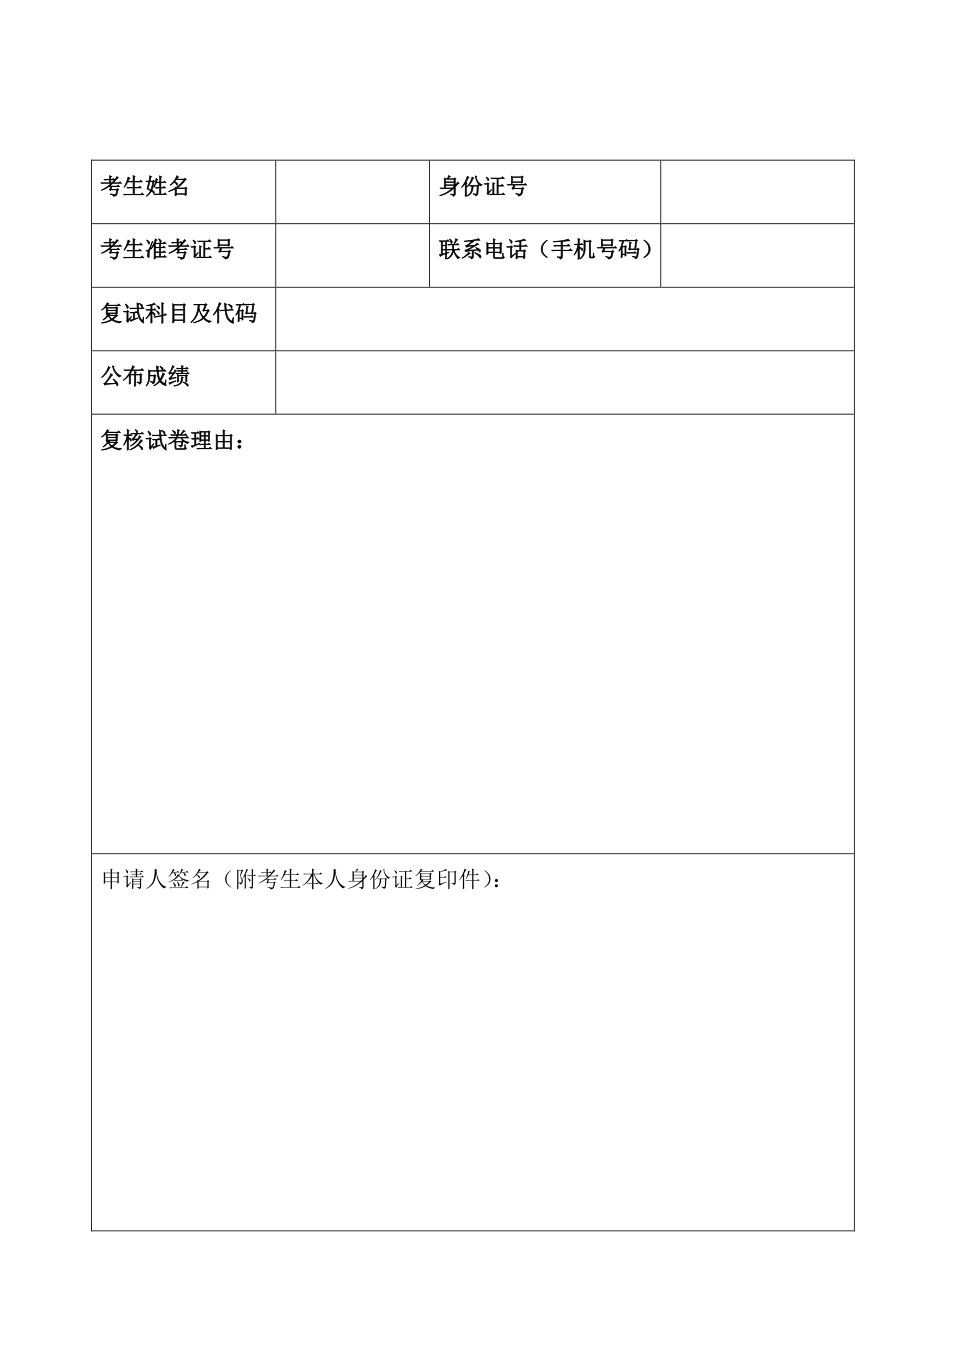 考生姓名 身份证号
考生准考证号 联系电话（手机号码）
复试科目及代码
公布成绩
复核试卷理由：
申请人签名（附考生本人身份证复印件）：